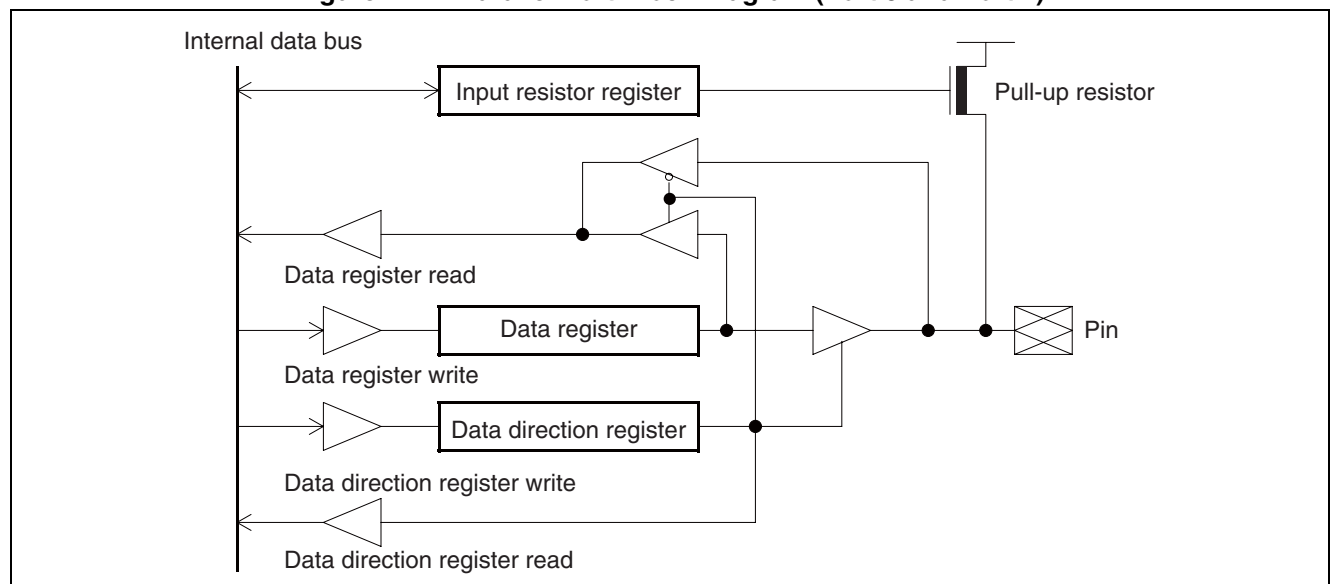 Internal data bus
Input resistor register
Pull-up resistor
Data register read
Data register
Pin
Data register write
Data direction register
Data direction register write
Data direction register read